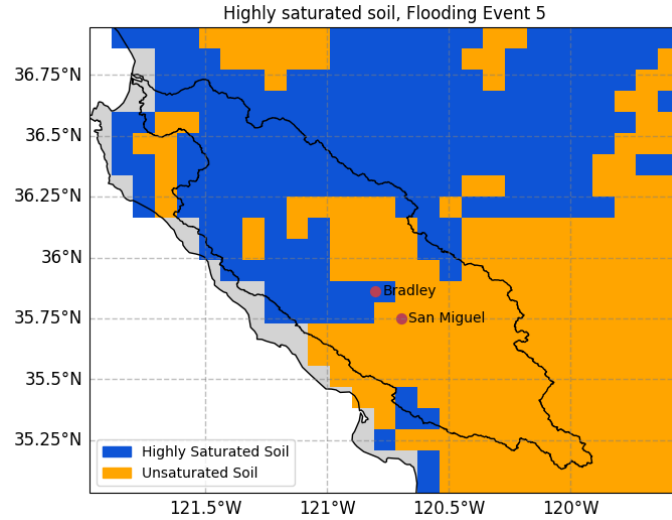 Highly saturated soil, Flooding Event 5
36.75°N
36.5°N
36.25°N
36°N
35.75°N
35.5°N
35.25°N
Bradley
San Miguel
Highly Saturated Soil
Unsaturated Soil
121.5°W
121°W
120.5°W
120°W